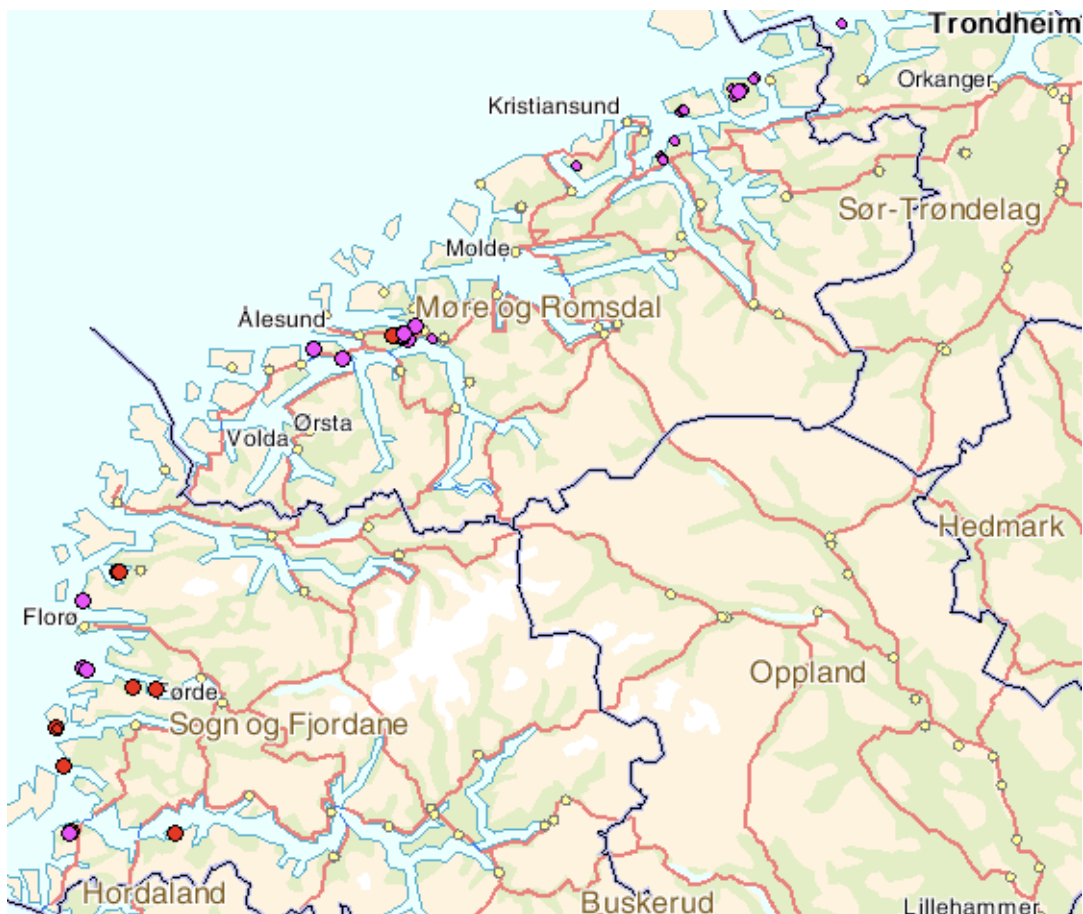 Trondheim
Orkanger
Kristiansund
Sør-Trøndelag
Molde
Møre og Romsdal
Ålesund
Ørsta
Volda
Hedmark
Florø
Oppland
Førde
Sogn og Fjordane
Hordaland
Buskerud
Lillehammer